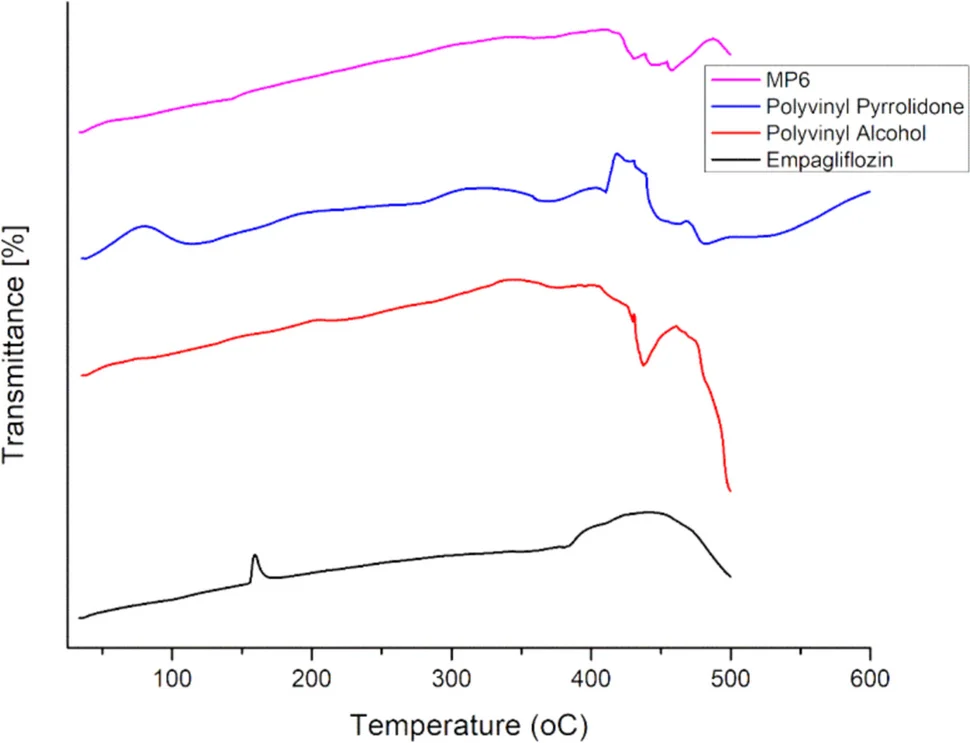 MP6
Polyvinyl Pyrrolidone
Polyvinyl Alcohol
Empagliflozin
Transmittance [%]
100 200 300 400 500 600
Temperature (oC)